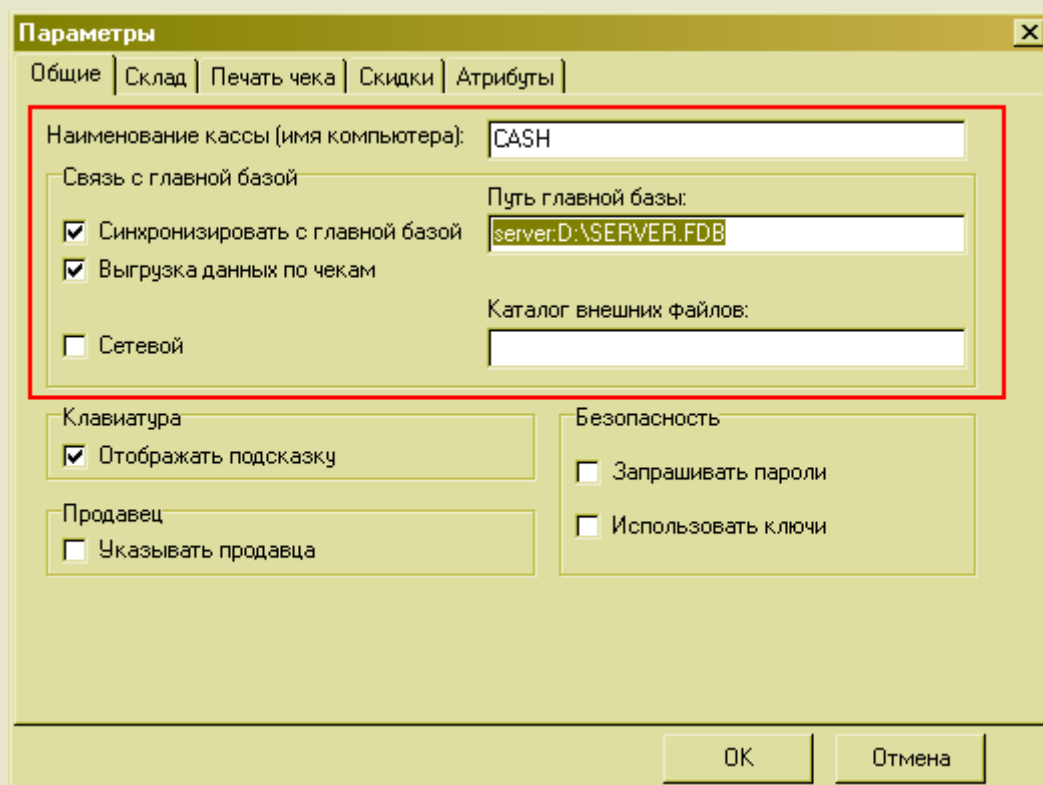 Параметры
Общие Склад Печать чека Скидки Атрибуты
Наименование кассы (имя компьютера): CASH
Связь с главной базой
Путь главной базы:
Синхронизировать с главной базой server:D:\SERVER.FDB
Выгрузка данных по чекам
Каталог внешних файлов:
Сетевой
Клавиатура
Отображать подсказку
Безопасность
Запрашивать пароли
Использовать ключи
Продавец
Указывать продавца
OK Отмена